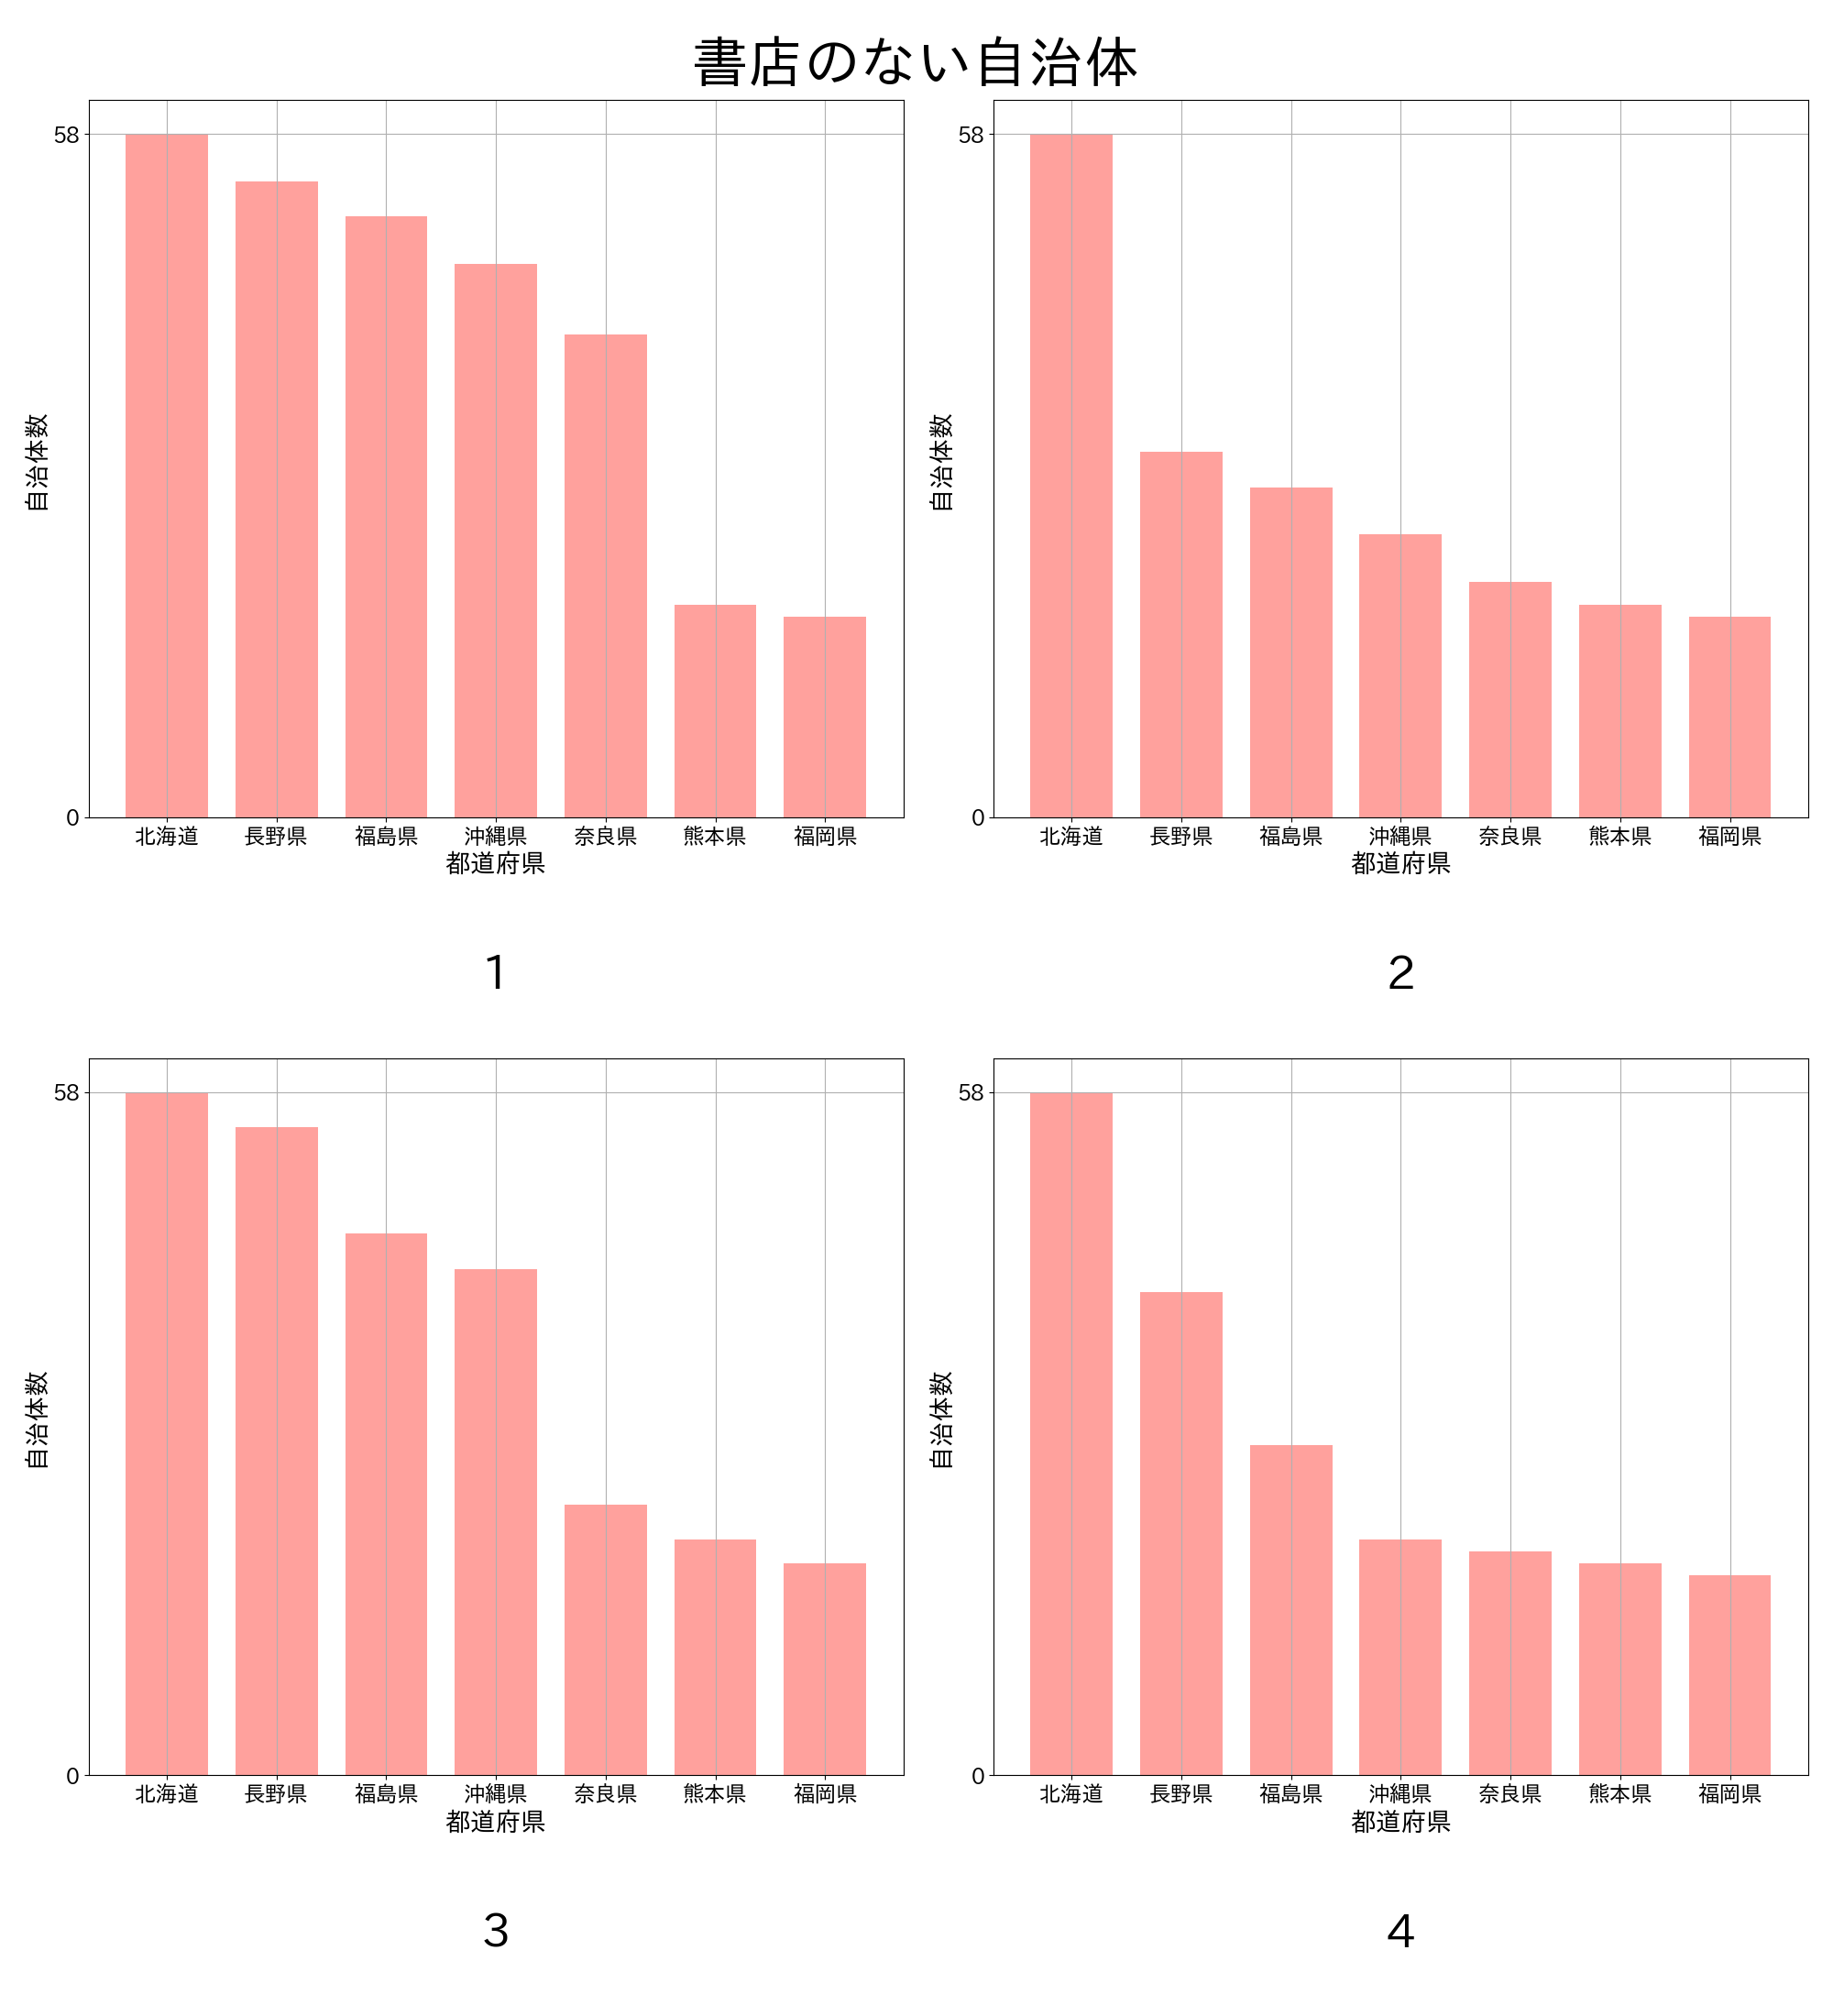 書店のない自治体
58
0
自治体数
北海道 長野県 福島県 沖縄県 奈良県 熊本県 福岡県
都道府県
1
58
0
自治体数
北海道 長野県 福島県 沖縄県 奈良県 熊本県 福岡県
都道府県
2
58
0
自治体数
北海道 長野県 福島県 沖縄県 奈良県 熊本県 福岡県
都道府県
3
58
0
自治体数
北海道 長野県 福島県 沖縄県 奈良県 熊本県 福岡県
都道府県
4